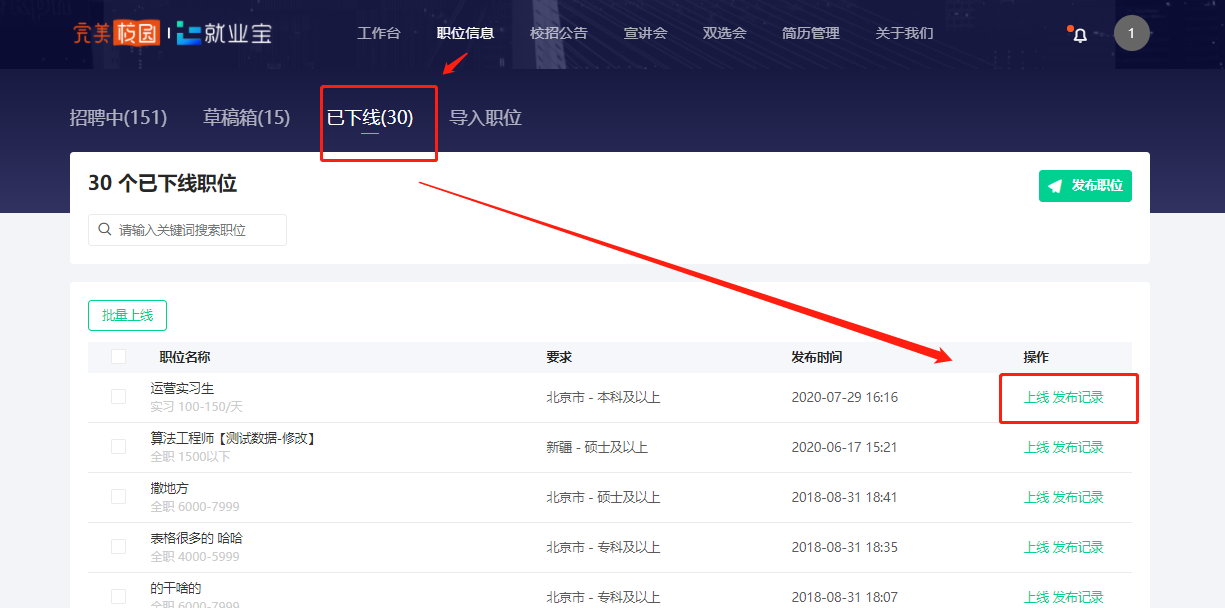 完美校园 | 就业宝 工作台 职位信息 校招公告 宣讲会 双选会 简历管理 关于我们 1
招聘中(151) 草稿箱(15) 已下线(30) 导入职位
30 个已下线职位 发布职位
请输入关键词搜索职位
批量上线
职位名称 要求 发布时间 操作
运营实习生 北京市 - 本科及以上 2020-07-29 16:16 上线 发布记录
实习 100-150/天
算法工程师【测试数据-修改】 新疆 - 硕士及以上 2020-06-17 15:21 上线 发布记录
全职 1500以下
撒地方 北京市 - 硕士及以上 2018-08-31 18:41 上线 发布记录
全职 6000-7999
表格很多的 哈哈 北京市 - 专科及以上 2018-08-31 18:35 上线 发布记录
全职 4000-5999
的干啥的 北京市 - 专科及以上 2018-08-31 18:07 上线 发布记录
全职 6000-7999